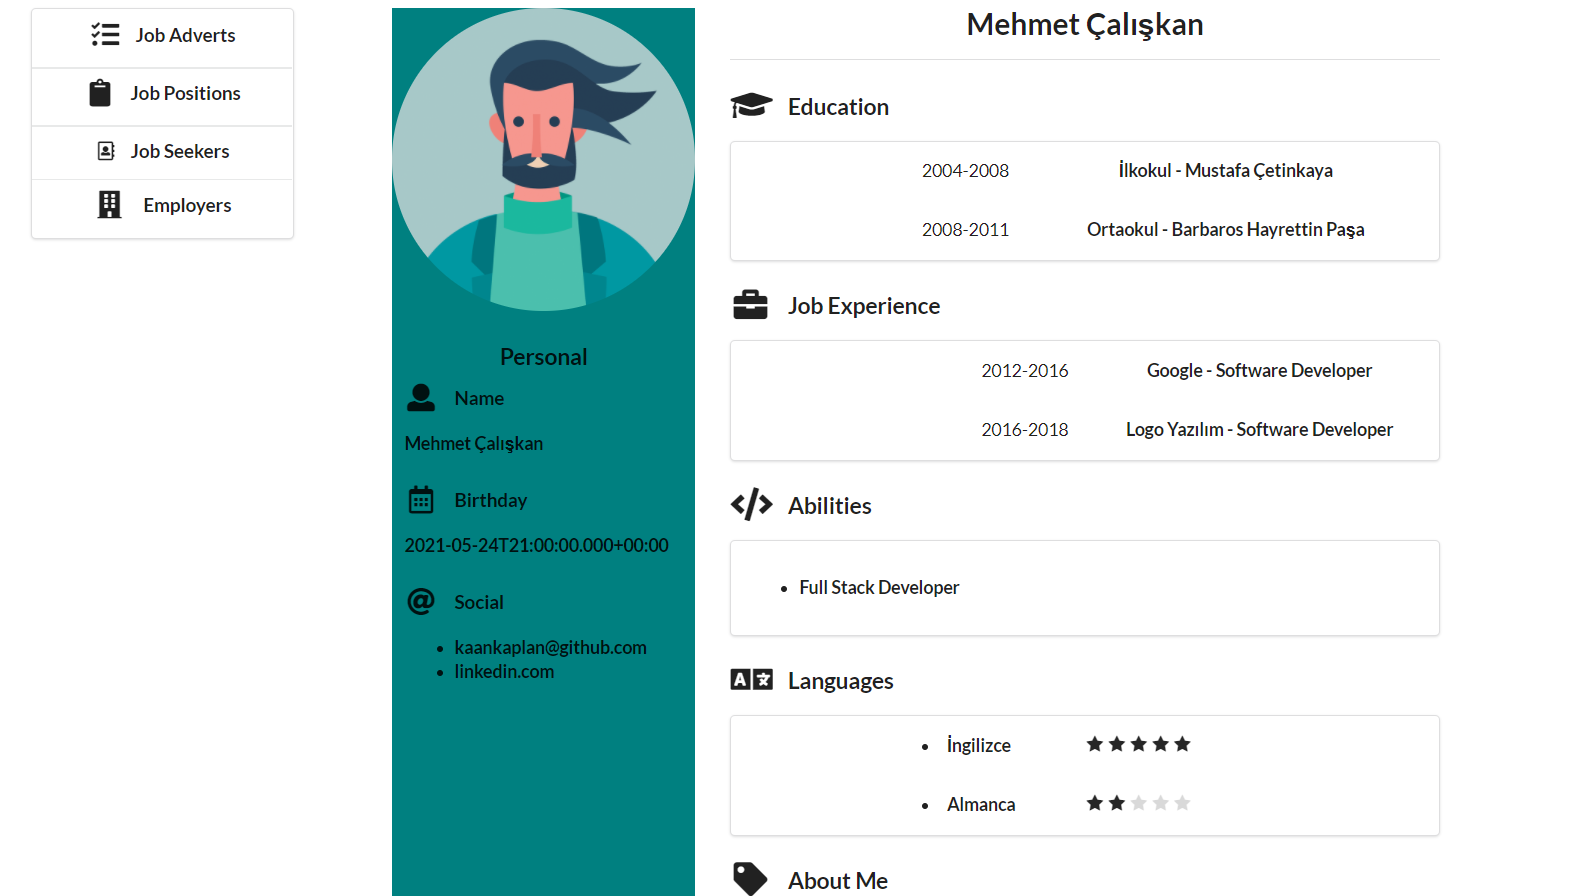 Job Adverts
Job Positions
Job Seekers
Employers
Personal
Name
Mehmet Çalışkan
Birthday
2021-05-24T21:00:00.000+00:00
Social
kaankaplan@github.com
linkedin.com
Mehmet Çalışkan
Education
2004-2008 İlkokul - Mustafa Çetinkaya
2008-2011 Ortaokul - Barbaros Hayrettin Paşa
Job Experience
2012-2016 Google - Software Developer
2016-2018 Logo Yazılım - Software Developer
Abilities
Full Stack Developer
Languages
İngilizce
Almanca
About Me